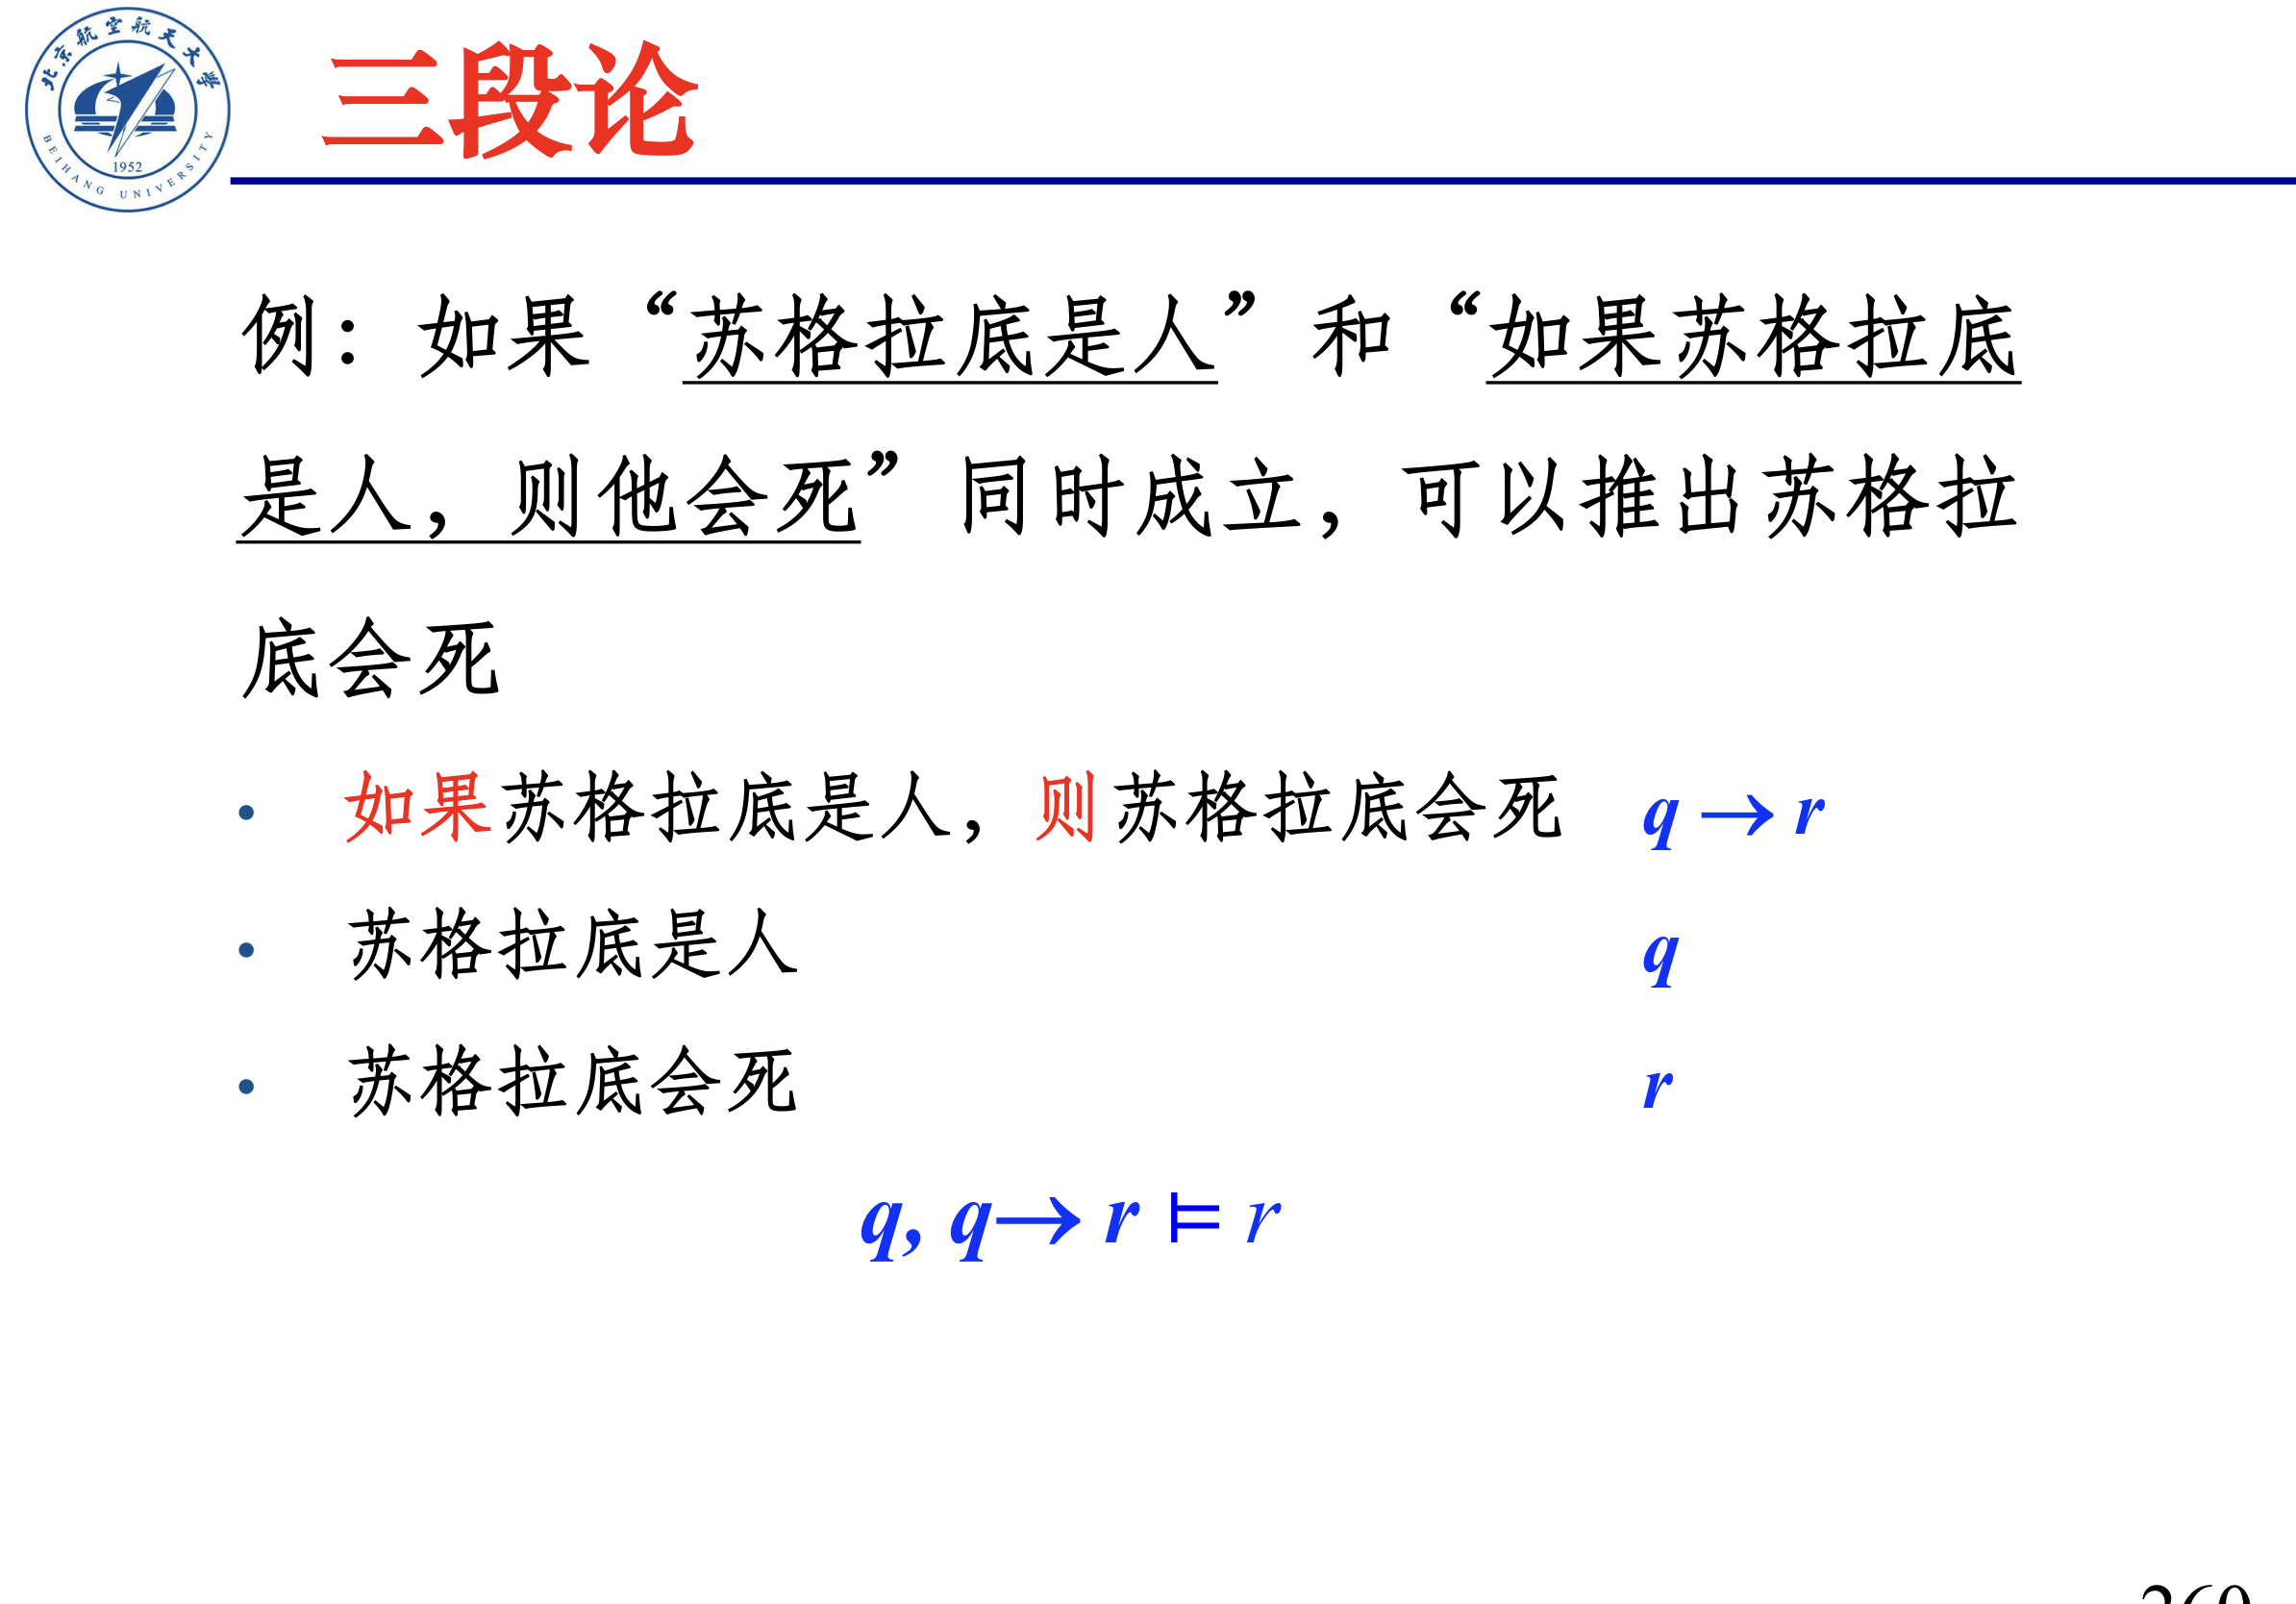 北京航空航天大学
1952
BEIHANG UNIVERSITY
三段论
例：如果“苏格拉底是人”和“如果苏格拉底
是人，则他会死”同时成立，可以推出苏格拉
底会死
• 如果苏格拉底是人，则苏格拉底会死 q → r
• 苏格拉底是人 q
• 苏格拉底会死 r
q, q→ r ⊨ r